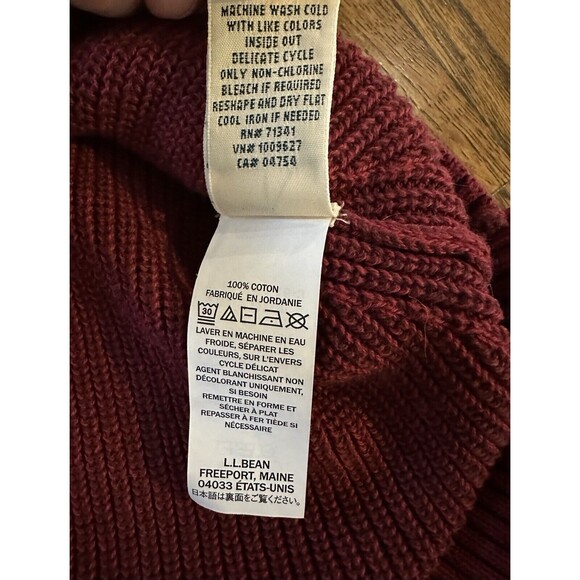 MACHINE WASH COLD
WITH LIKE COLORS
INSIDE OUT
DELICATE CYCLE
ONLY NON-CHLORINE
BLEACH IF REQUIRED
RESHAPE AND DRY FLAT
COOL IRON IF NEEDED
RN# 71341
VN# 1009627
CA# 04754
100% COTON
FABRIQUÉ EN JORDANIE
30
LAVER EN MACHINE EN EAU
FROIDE, SÉPARER LES
COULEURS, SUR L'ENVERS
CYCLE DÉLICAT
AGENT BLANCHISSANT NON
DÉCOLORANT UNIQUEMENT,
SI BESOIN
REMETTRE EN FORME ET
SÉCHER À PLAT
REPASSER À FER TIÈDE SI
NÉCESSAIRE
L.L.BEAN
FREEPORT, MAINE
04033 ÉTATS-UNIS
日本語は裏面をご覧ください。